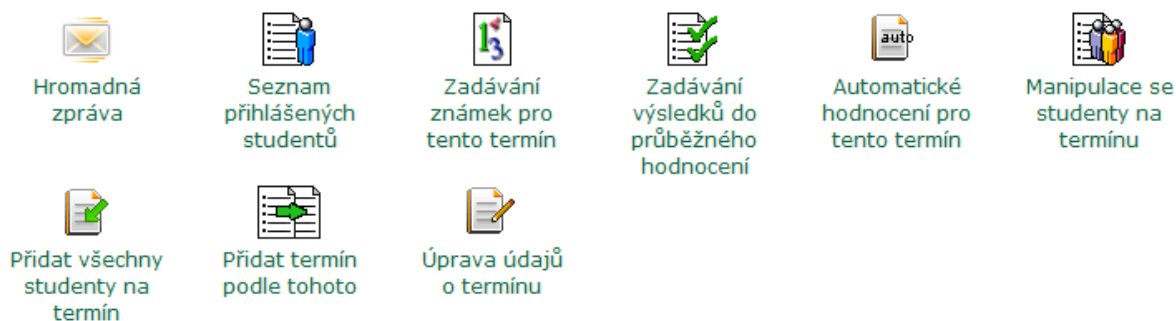 Hromadná
zpráva
Seznam
přihlášených
studentů
13
Zadávání
známek pro
tento termín
Zadávání
výsledků do
průběžného
hodnocení
auto
Automatické
hodnocení pro
tento termín
Manipulace se
studenty na
termínu
Přidat všechny
studenty na
termín
Přidat termín
podle tohoto
Úprava údajů
o termínu